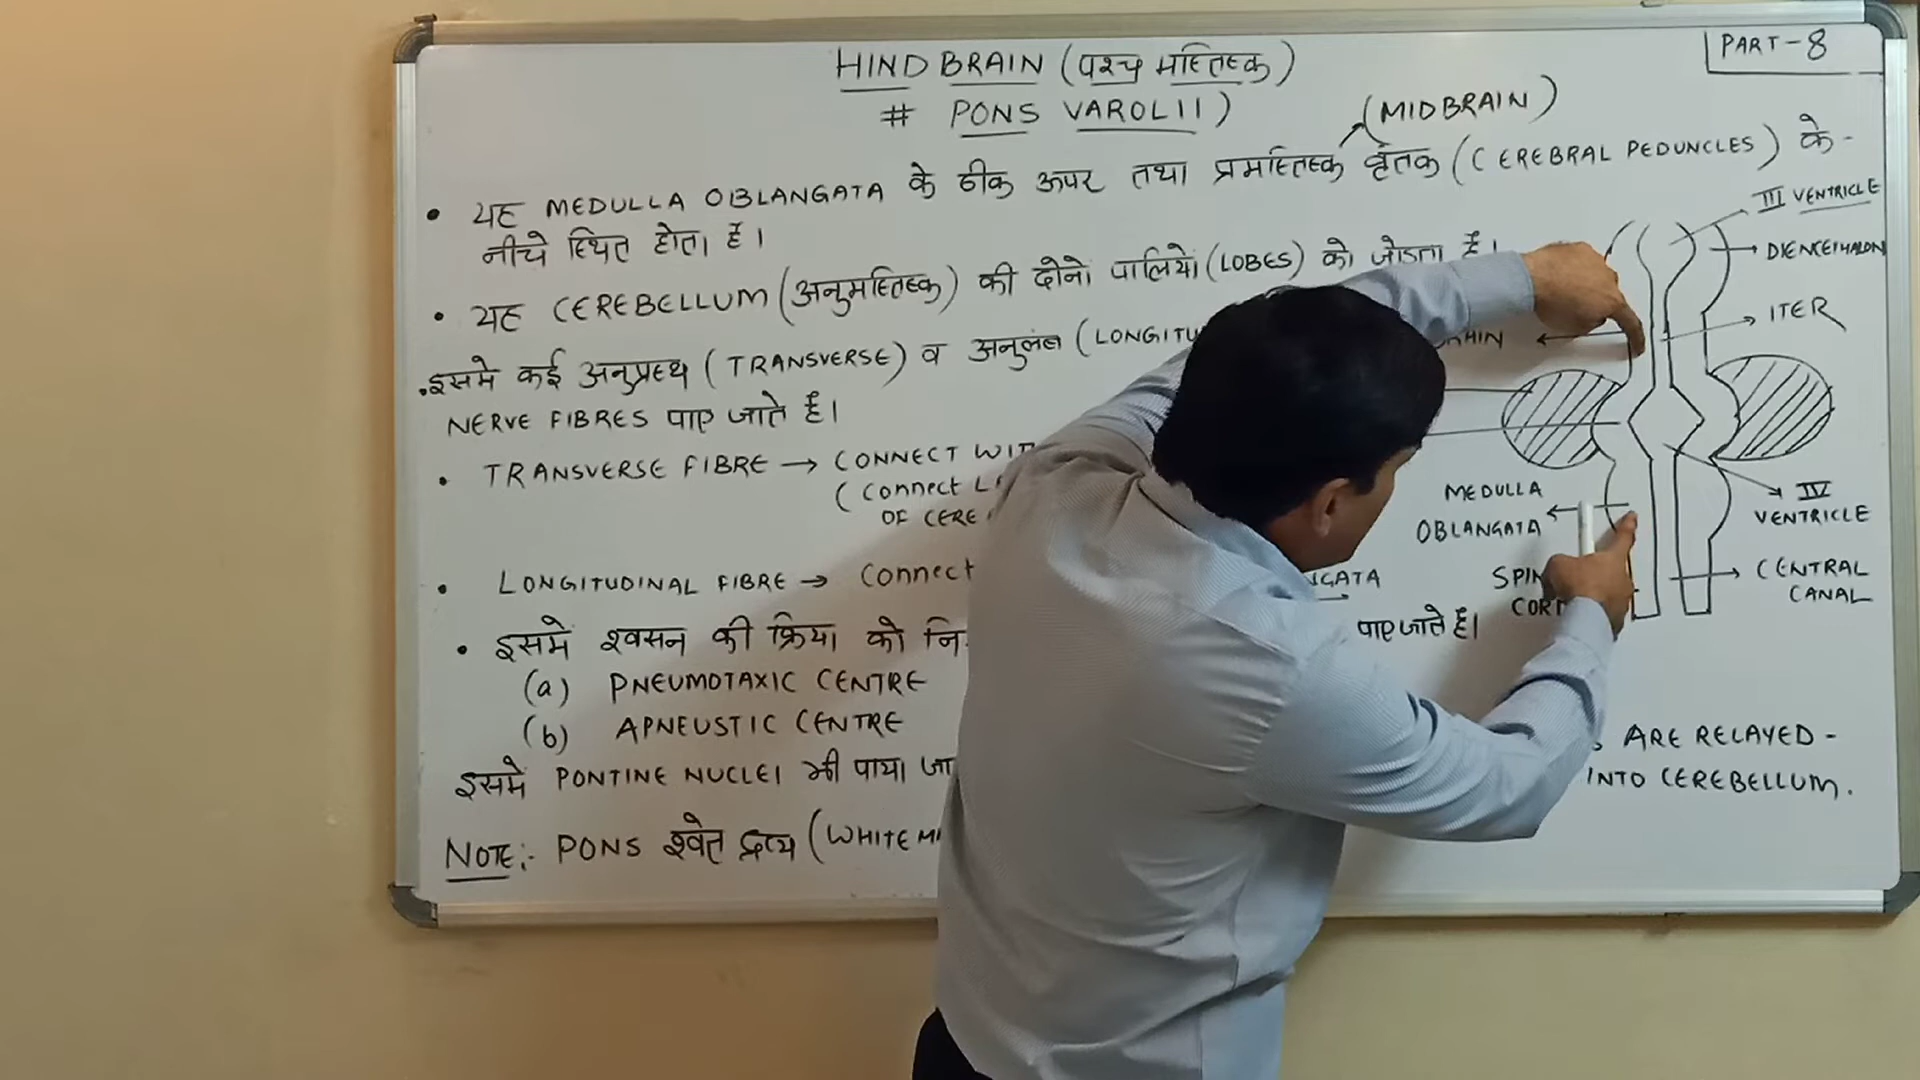 PART-8
HIND BRAIN (पश्च मस्तिष्क)
# PONS VAROLII)
(MIDBRAIN)
• यह MEDULLA OBLANGATA के ठीक ऊपर तथा प्रमस्तिष्क वृंतक (CEREBRAL PEDUNCLES) के-
नीचे स्थित होता है।
• यह CEREBELLUM (अनुमस्तिष्क) की दोनो पालियो (LOBES) को जोडता है।
• इसमे कई अनुप्रस्थ (TRANSVERSE) व अनुलंब (LONGITU
NERVE FIBRES पाए जाते है।
• TRANSVERSE FIBRE → CONNECT WIT
(Connect L
OF CERE
• LONGITUDINAL FIBRE → Connect
• इसमे श्वसन की क्रिया को नि
पाए जाते है।
(a) PNEUMOTAXIC CENTRE
(b) APNEUSTIC CENTRE
इसमे PONTINE NUCLEI भी पाया जा
ARE RELAYED-
INTO CEREBELLUM.
NOTE:- PONS श्वेत द्रव्य (WHITE M
III VENTRICLE
DIENCEPHALON
ITER
MEDULLA
OBLANGATA
IV
VENTRICLE
SPIN
CORD
CENTRAL
CANAL